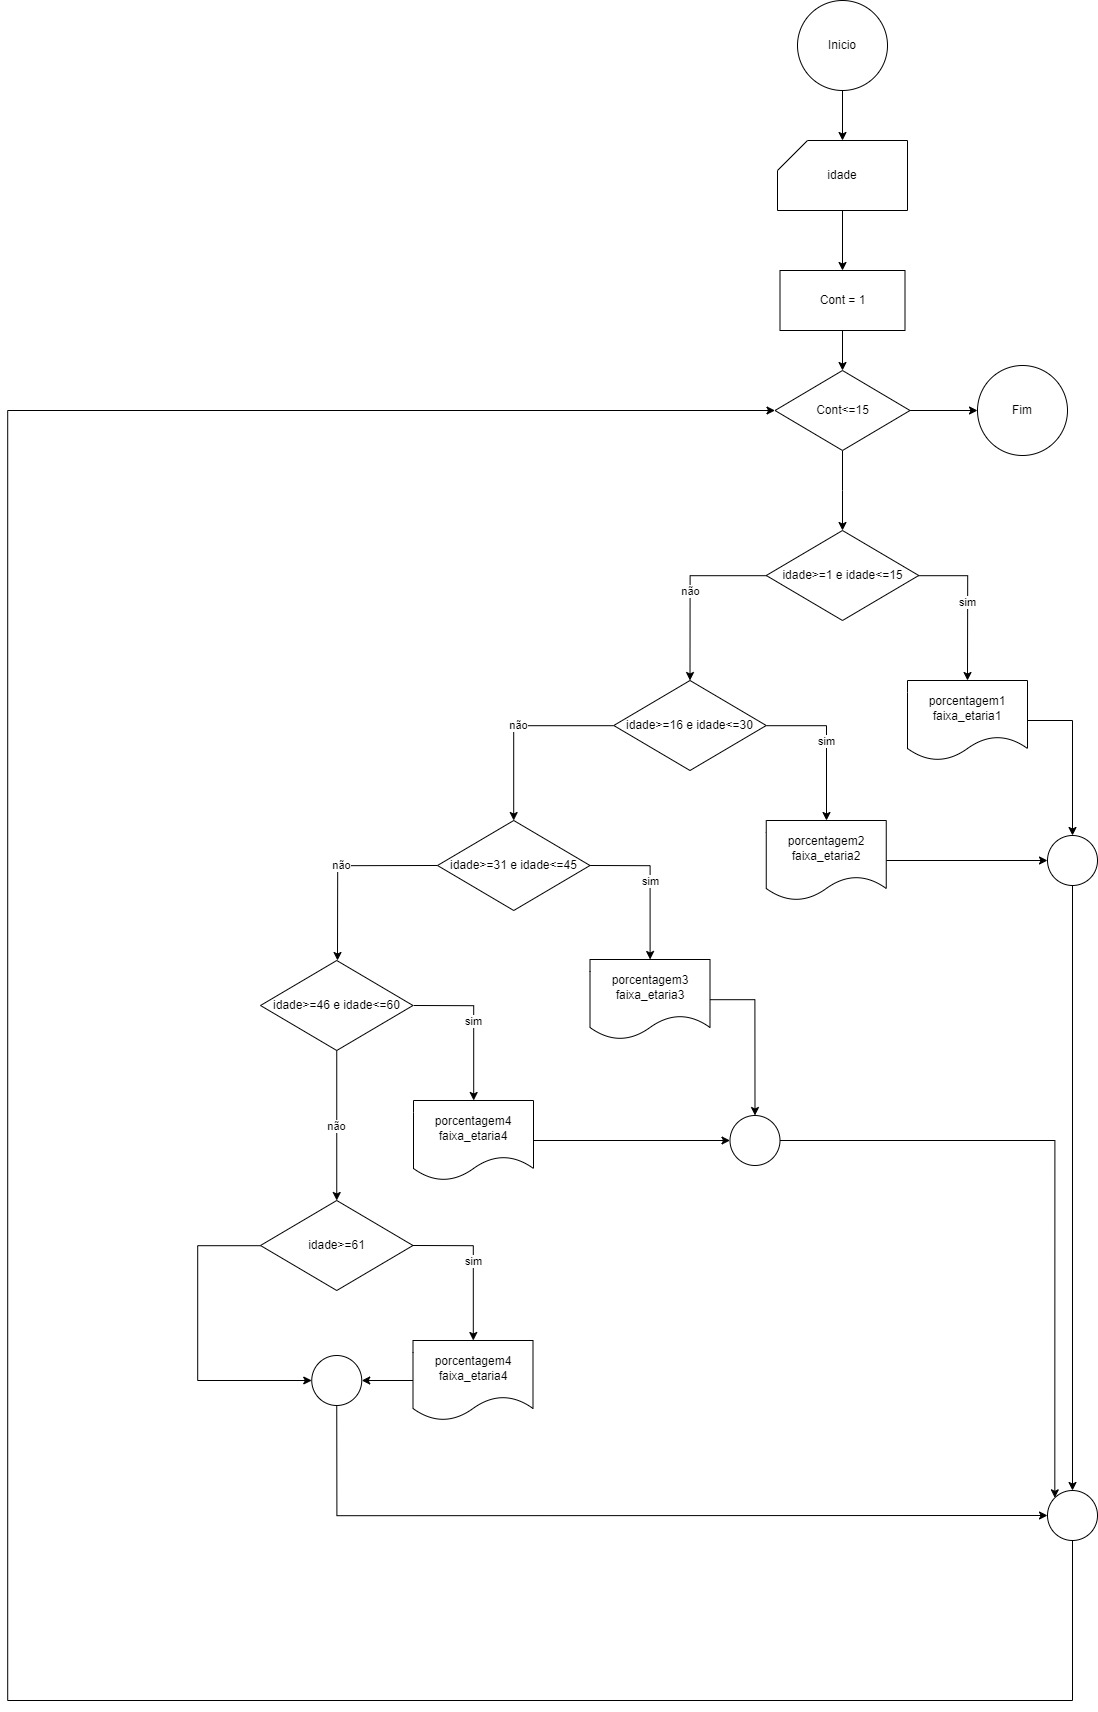 Inicio
idade
Cont = 1
Cont<=15
Fim
idade>=1 e idade<=15
não
sim
porcentagem1
faixa_etaria1
idade>=16 e idade<=30
não
sim
porcentagem2
faixa_etaria2
idade>=31 e idade<=45
não
sim
porcentagem3
faixa_etaria3
idade>=46 e idade<=60
sim
não
porcentagem4
faixa_etaria4
idade>=61
sim
porcentagem4
faixa_etaria4